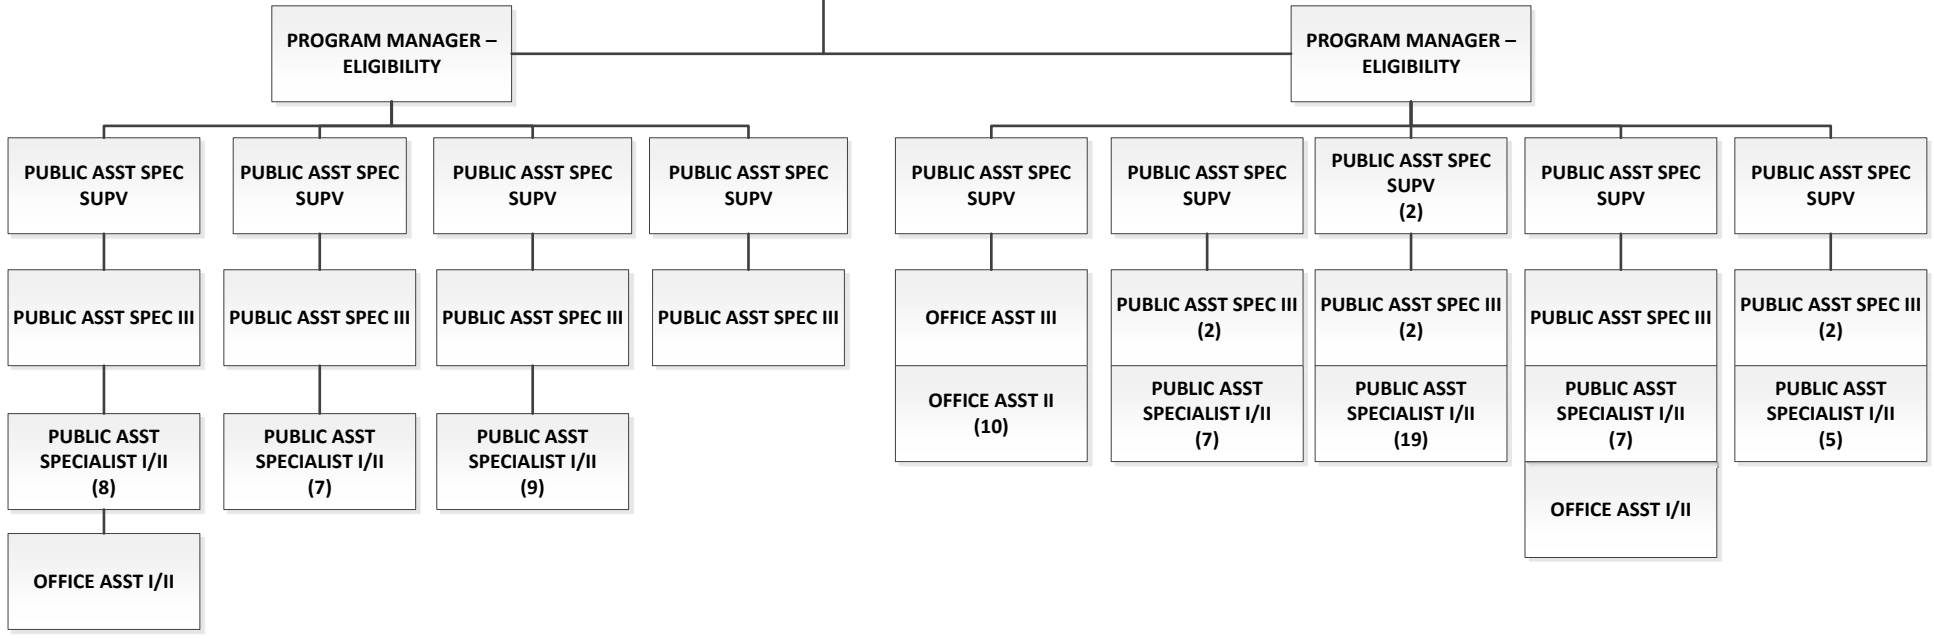 PROGRAM MANAGER –
ELIGIBILITY
PROGRAM MANAGER –
ELIGIBILITY
PUBLIC ASST SPEC
SUPV
PUBLIC ASST SPEC
SUPV
PUBLIC ASST SPEC
SUPV
PUBLIC ASST SPEC
SUPV
PUBLIC ASST SPEC
SUPV
PUBLIC ASST SPEC
SUPV
PUBLIC ASST SPEC
SUPV
(2)
PUBLIC ASST SPEC
SUPV
PUBLIC ASST SPEC
SUPV
PUBLIC ASST SPEC III
PUBLIC ASST SPEC III
PUBLIC ASST SPEC III
PUBLIC ASST SPEC III
OFFICE ASST III
PUBLIC ASST SPEC III
(2)
PUBLIC ASST SPEC III
(2)
PUBLIC ASST SPEC III
PUBLIC ASST SPEC III
(2)
OFFICE ASST II
(10)
PUBLIC ASST
SPECIALIST I/II
(7)
PUBLIC ASST
SPECIALIST I/II
(19)
PUBLIC ASST
SPECIALIST I/II
(7)
PUBLIC ASST
SPECIALIST I/II
(5)
PUBLIC ASST
SPECIALIST I/II
(8)
PUBLIC ASST
SPECIALIST I/II
(7)
PUBLIC ASST
SPECIALIST I/II
(9)
OFFICE ASST I/II
OFFICE ASST I/II